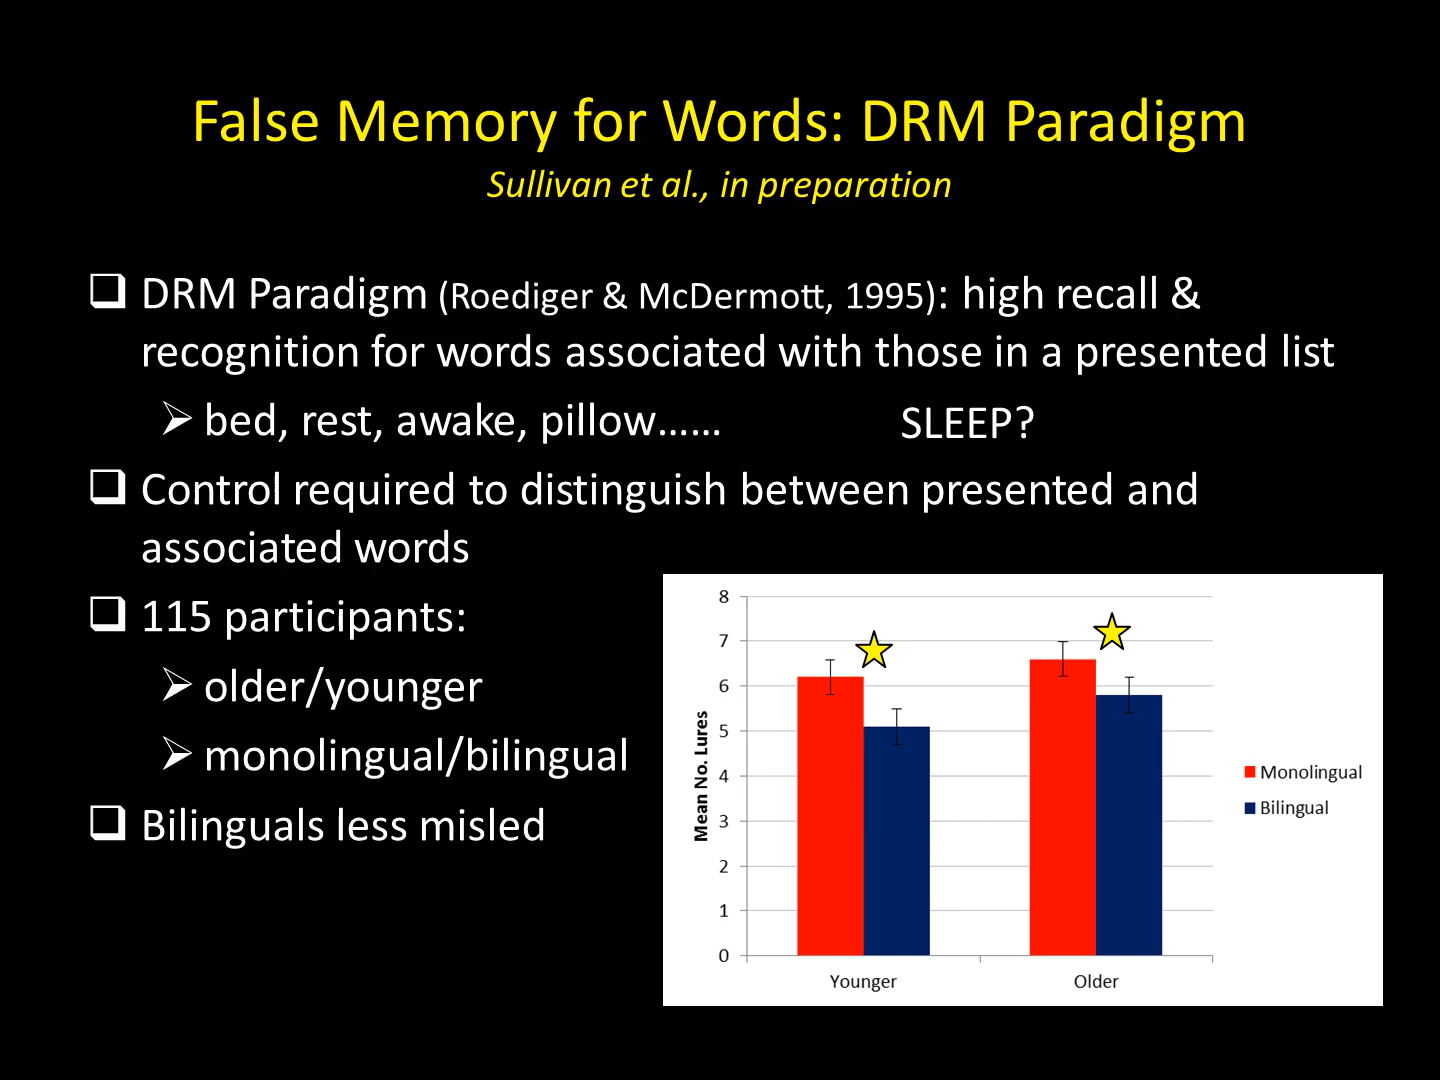 False Memory for Words: DRM Paradigm
Sullivan et al., in preparation
DRM Paradigm (Roediger & McDermott, 1995): high recall &
recognition for words associated with those in a presented list
bed, rest, awake, pillow…… SLEEP?
Control required to distinguish between presented and
associated words
115 participants:
older/younger
monolingual/bilingual
Bilinguals less misled
8
7
6
5
4
3
2
1
0
Mean No. Lures
Younger Older
Monolingual
Bilingual